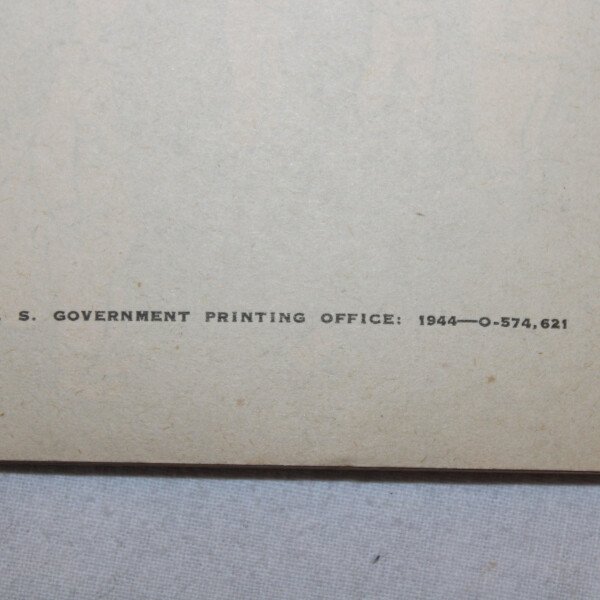 . S. GOVERNMENT PRINTING OFFICE: 1944—O-574,621